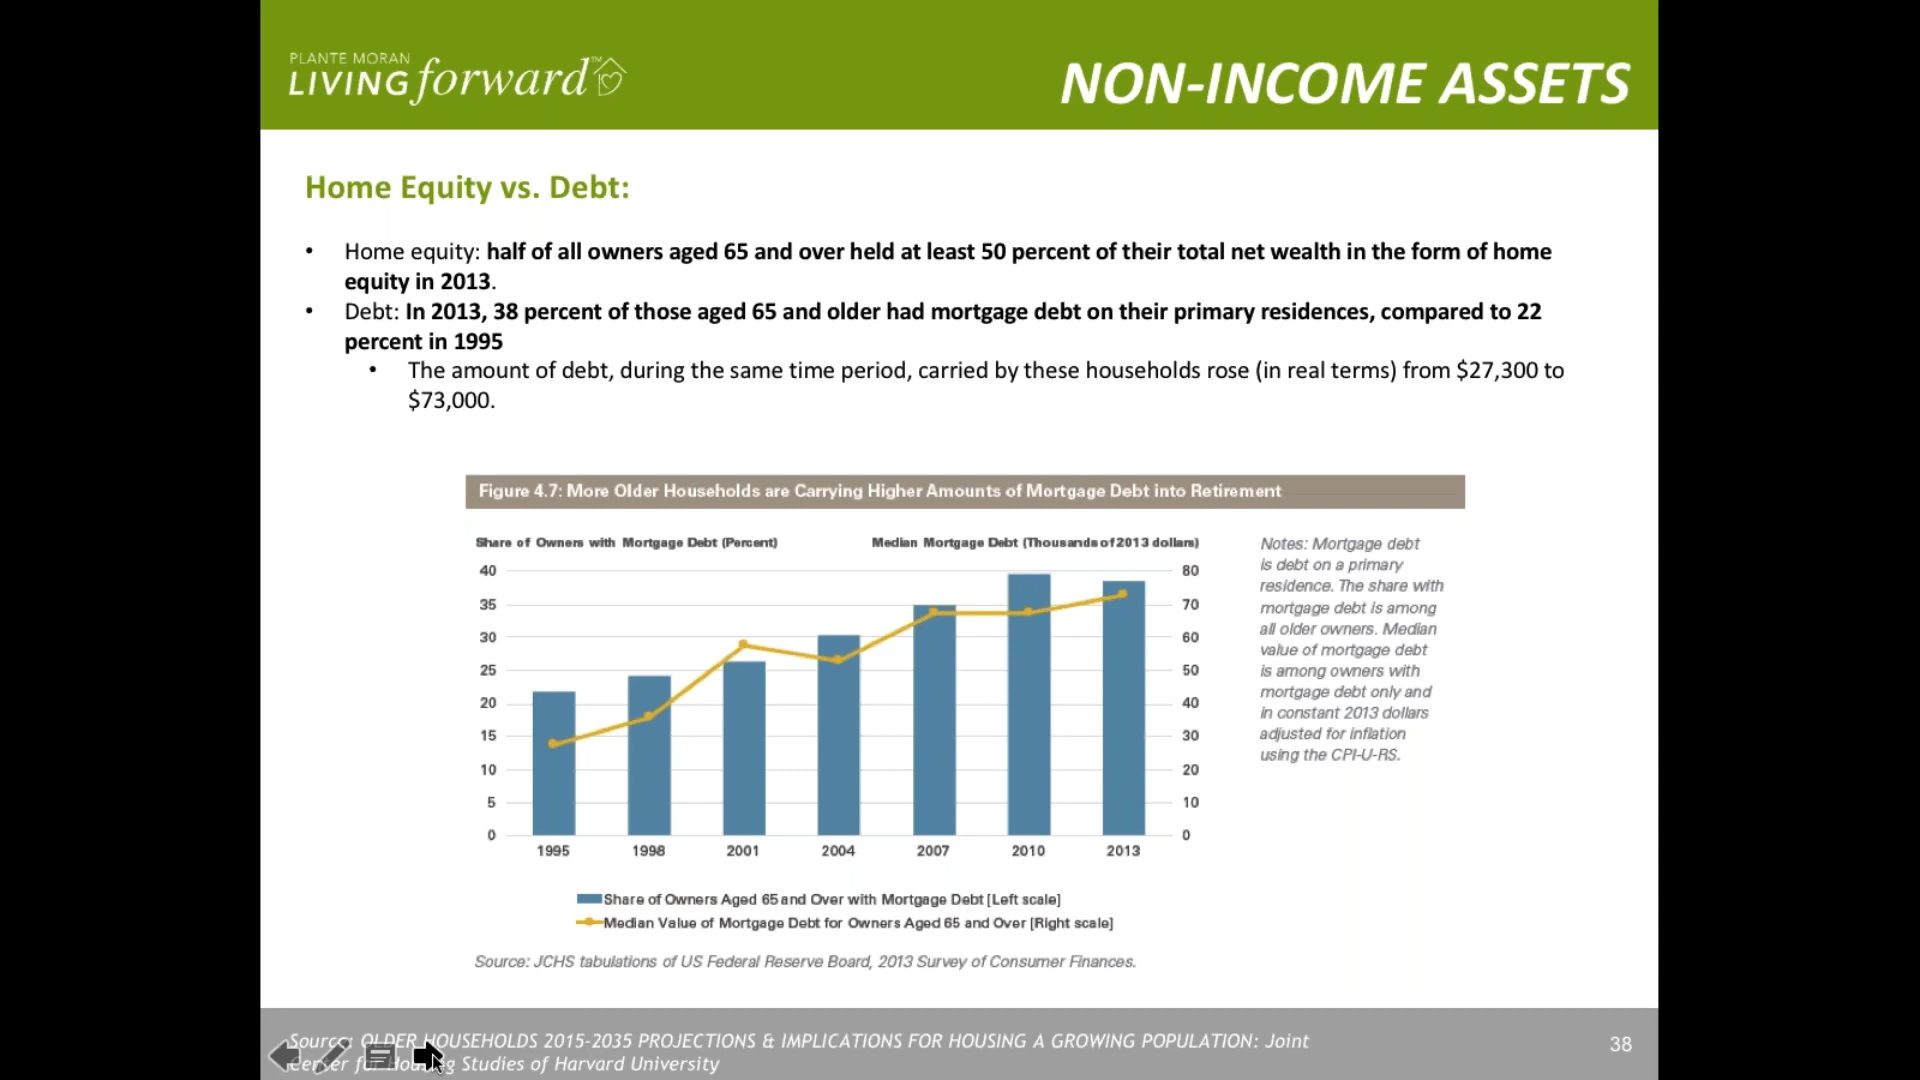 PLANTE MORAN
LIVING forward™
NON-INCOME ASSETS
Home Equity vs. Debt:
• Home equity: half of all owners aged 65 and over held at least 50 percent of their total net wealth in the form of home
equity in 2013.
• Debt: In 2013, 38 percent of those aged 65 and older had mortgage debt on their primary residences, compared to 22
percent in 1995
• The amount of debt, during the same time period, carried by these households rose (in real terms) from $27,300 to
$73,000.
Figure 4.7: More Older Households are Carrying Higher Amounts of Mortgage Debt into Retirement
Share of Owners with Mortgage Debt (Percent)
Median Mortgage Debt (Thousands of 2013 dollars)
40
35
30
25
20
15
10
5
0
80
70
60
50
40
30
20
10
0
1995 1998 2001 2004 2007 2010 2013
Share of Owners Aged 65 and Over with Mortgage Debt [Left scale]
Median Value of Mortgage Debt for Owners Aged 65 and Over [Right scale]
Notes: Mortgage debt
is debt on a primary
residence. The share with
mortgage debt is among
all older owners. Median
value of mortgage debt
is among owners with
mortgage debt only and
in constant 2013 dollars
adjusted for inflation
using the CPI-U-RS.
Source: JCHS tabulations of US Federal Reserve Board, 2013 Survey of Consumer Finances.
Source: OLDER HOUSEHOLDS 2015-2035 PROJECTIONS & IMPLICATIONS FOR HOUSING A GROWING POPULATION: Joint
Center for Housing Studies of Harvard University
38